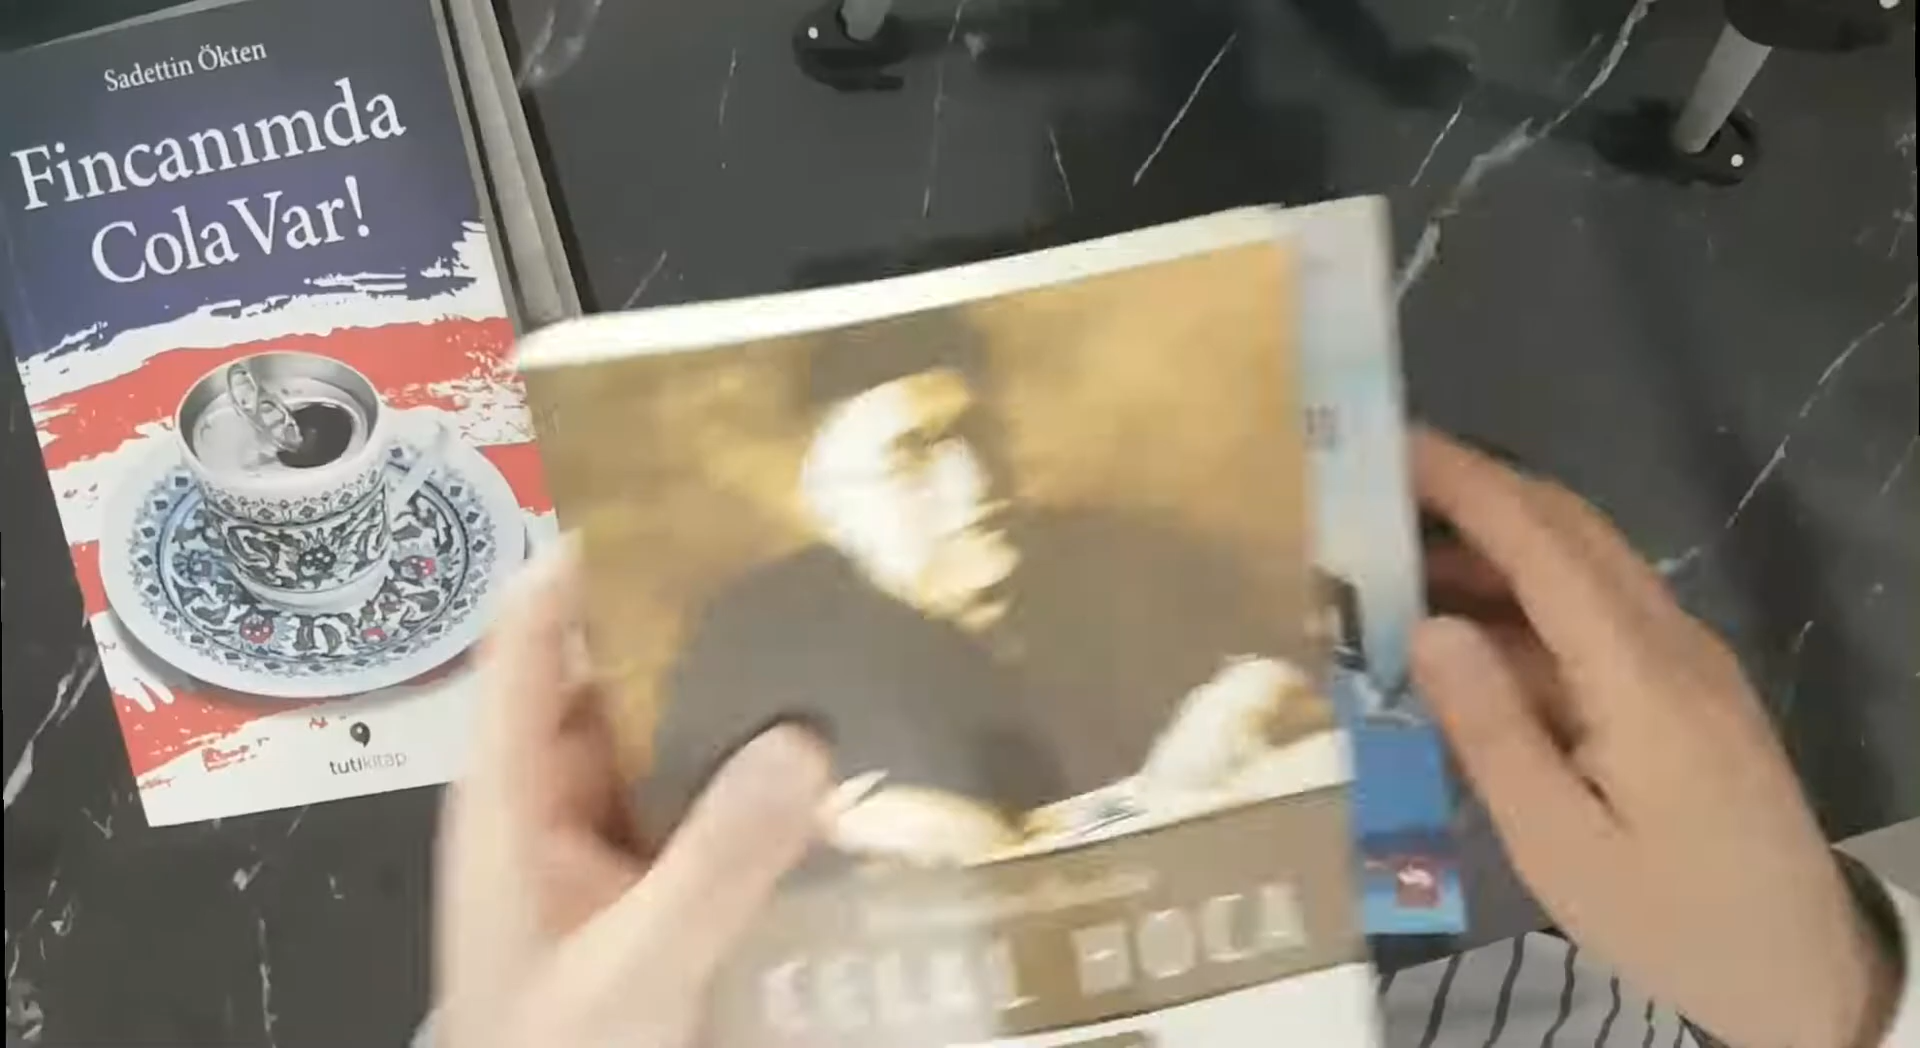 Sadettin Ökten
Fincanımda
Cola Var!
tutikitap
HOCA